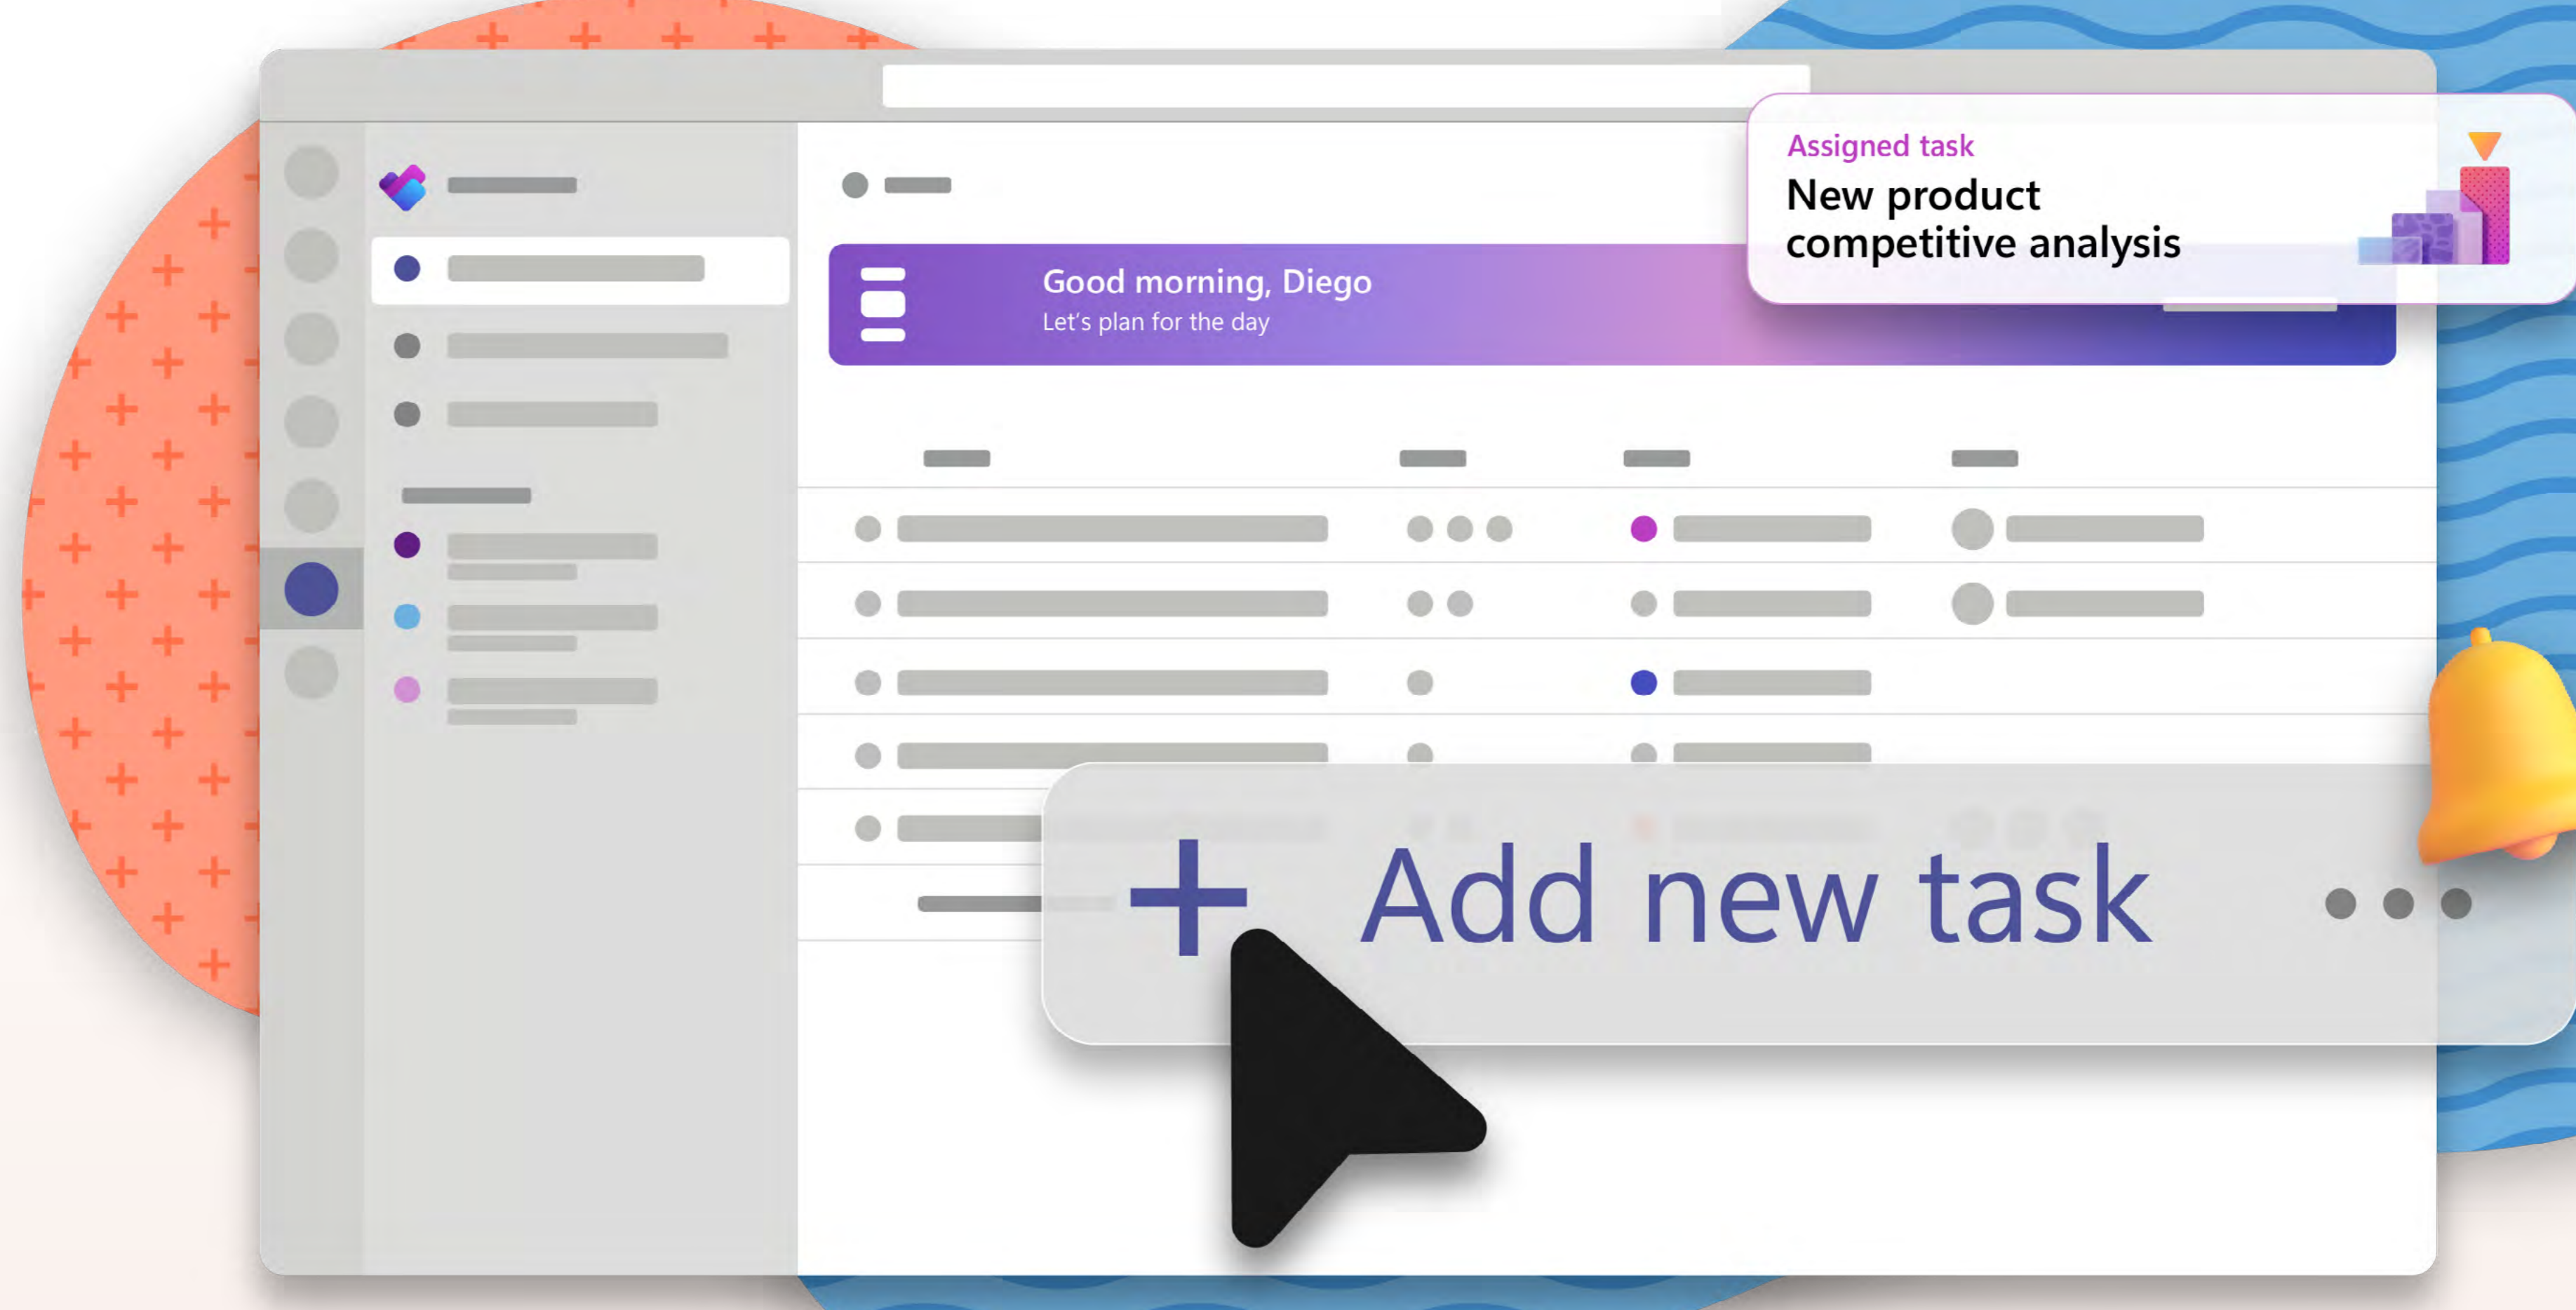 Assigned task
New product
competitive analysis
Good morning, Diego
Let's plan for the day
+ Add new task